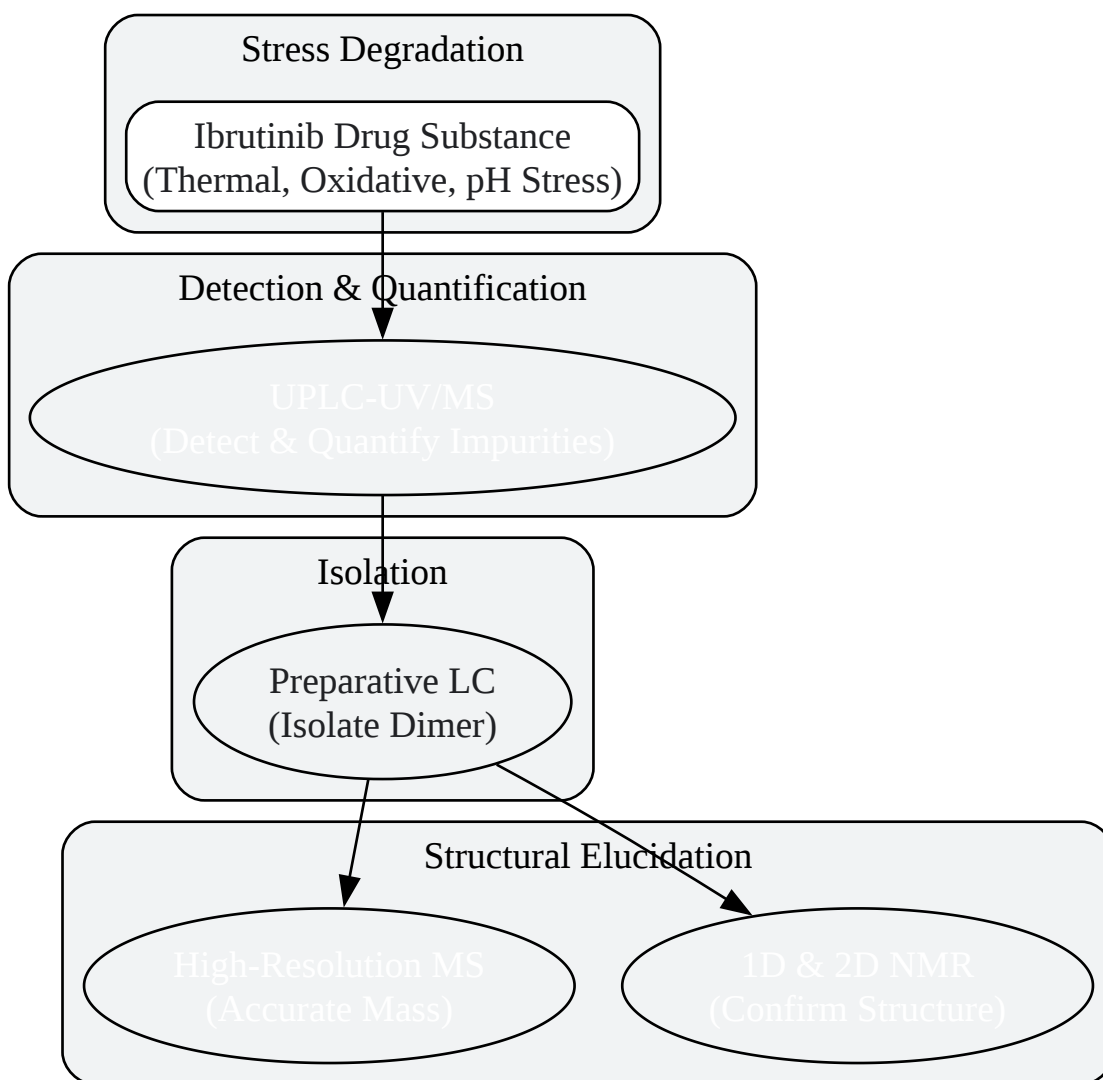 Stress Degradation
Ibrutinib Drug Substance
(Thermal, Oxidative, pH Stress)
Detection & Quantification
UPLC-UV/MS
(Detect & Quantify Impurities)
Isolation
Preparative LC
(Isolate Dimer)
Structural Elucidation
High-Resolution MS
(Accurate Mass)
1D & 2D NMR
(Confirm Structure)